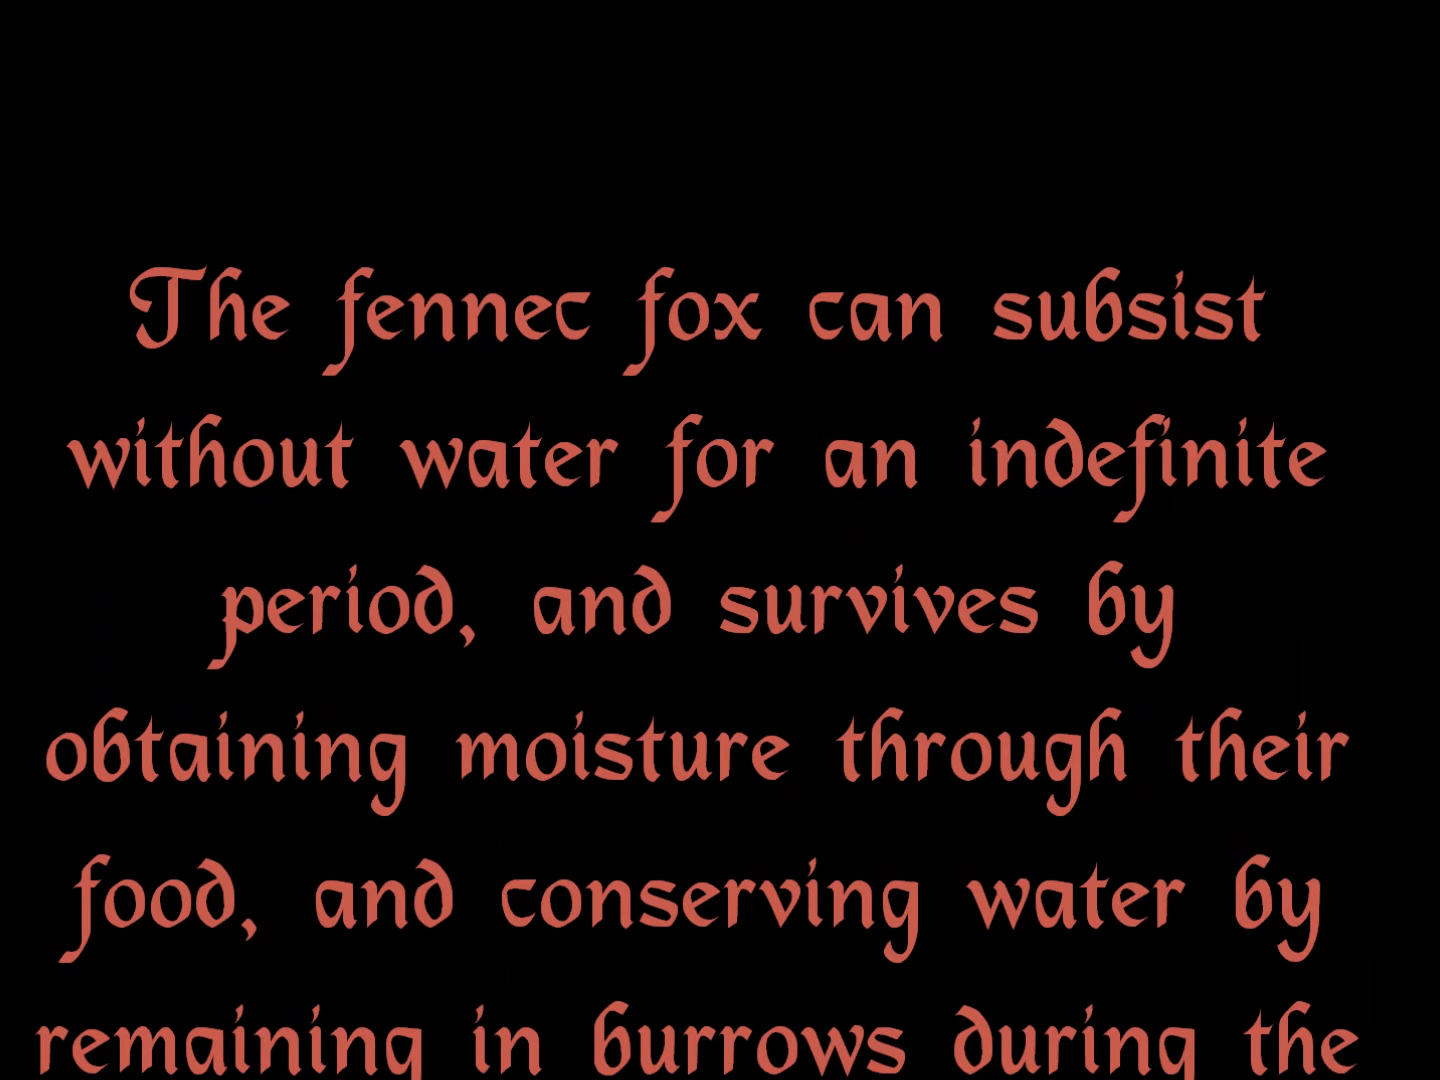 The fennec fox can subsist
without water for an indefinite
period, and survives by
obtaining moisture through their
food, and conserving water by
remaining in burrows during the